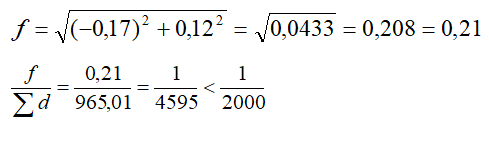 f = √((−0,17)² + 0,12²) = √0,0433 = 0,208 = 0,21
f/∑d = 0,21/965,01 = 1/4595 < 1/2000